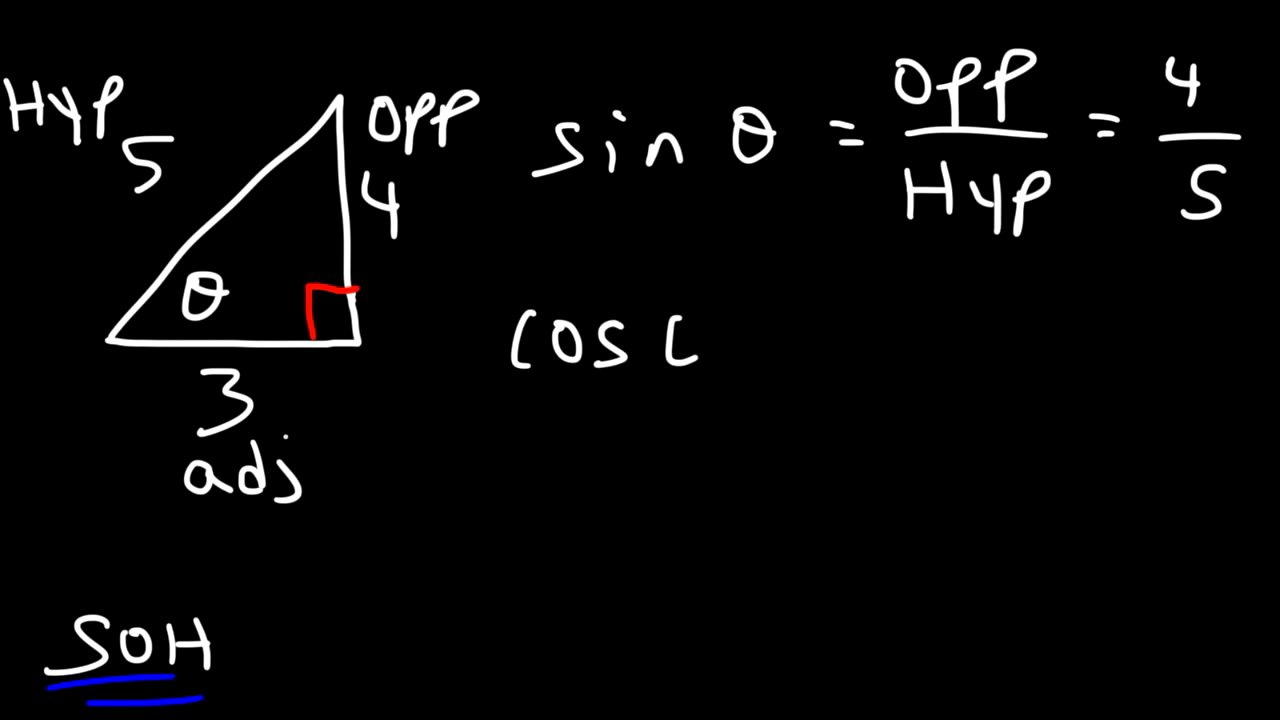 Hyp
5
Opp
4
θ
3
adj
sin θ = Opp/Hyp = 4/5
cos
SOH